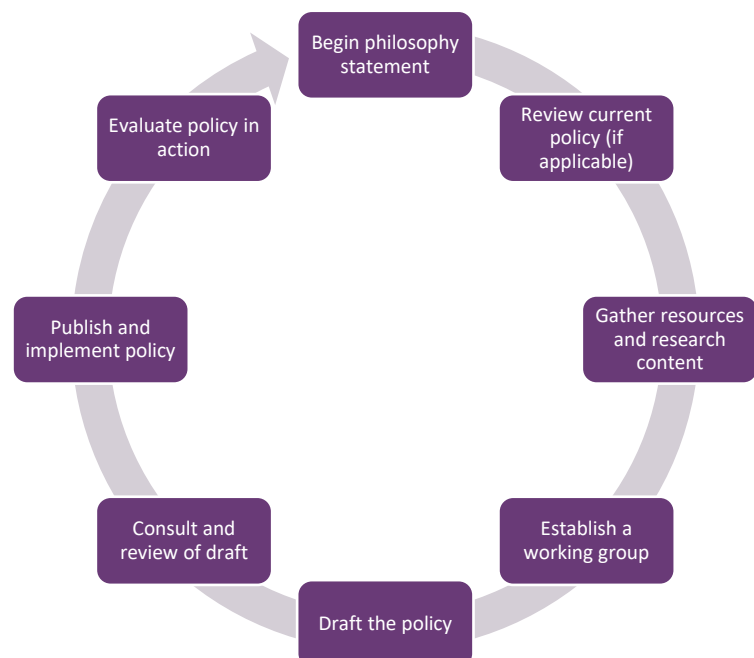 Begin philosophy
statement
Review current
policy (if
applicable)
Gather resources
and research
content
Establish a
working group
Draft the policy
Consult and
review of draft
Publish and
implement policy
Evaluate policy in
action